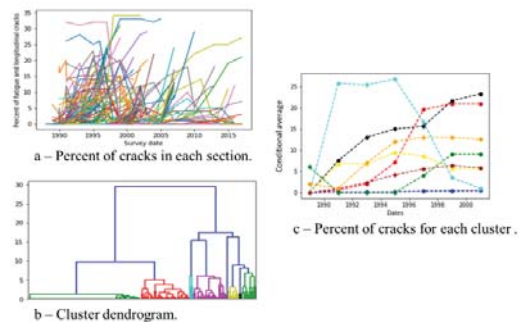 Percent of fatigue and longitudinal cracks
35
30
25
20
15
10
5
0
1990 1995 2000 2005 2010 2015
Survey date
a – Percent of cracks in each section.
30
25
20
15
10
5
0
b – Cluster dendrogram.
Conditional average
25
20
15
10
5
0
1990 1992 1994 1996 1998 2000
Dates
c – Percent of cracks for each cluster .